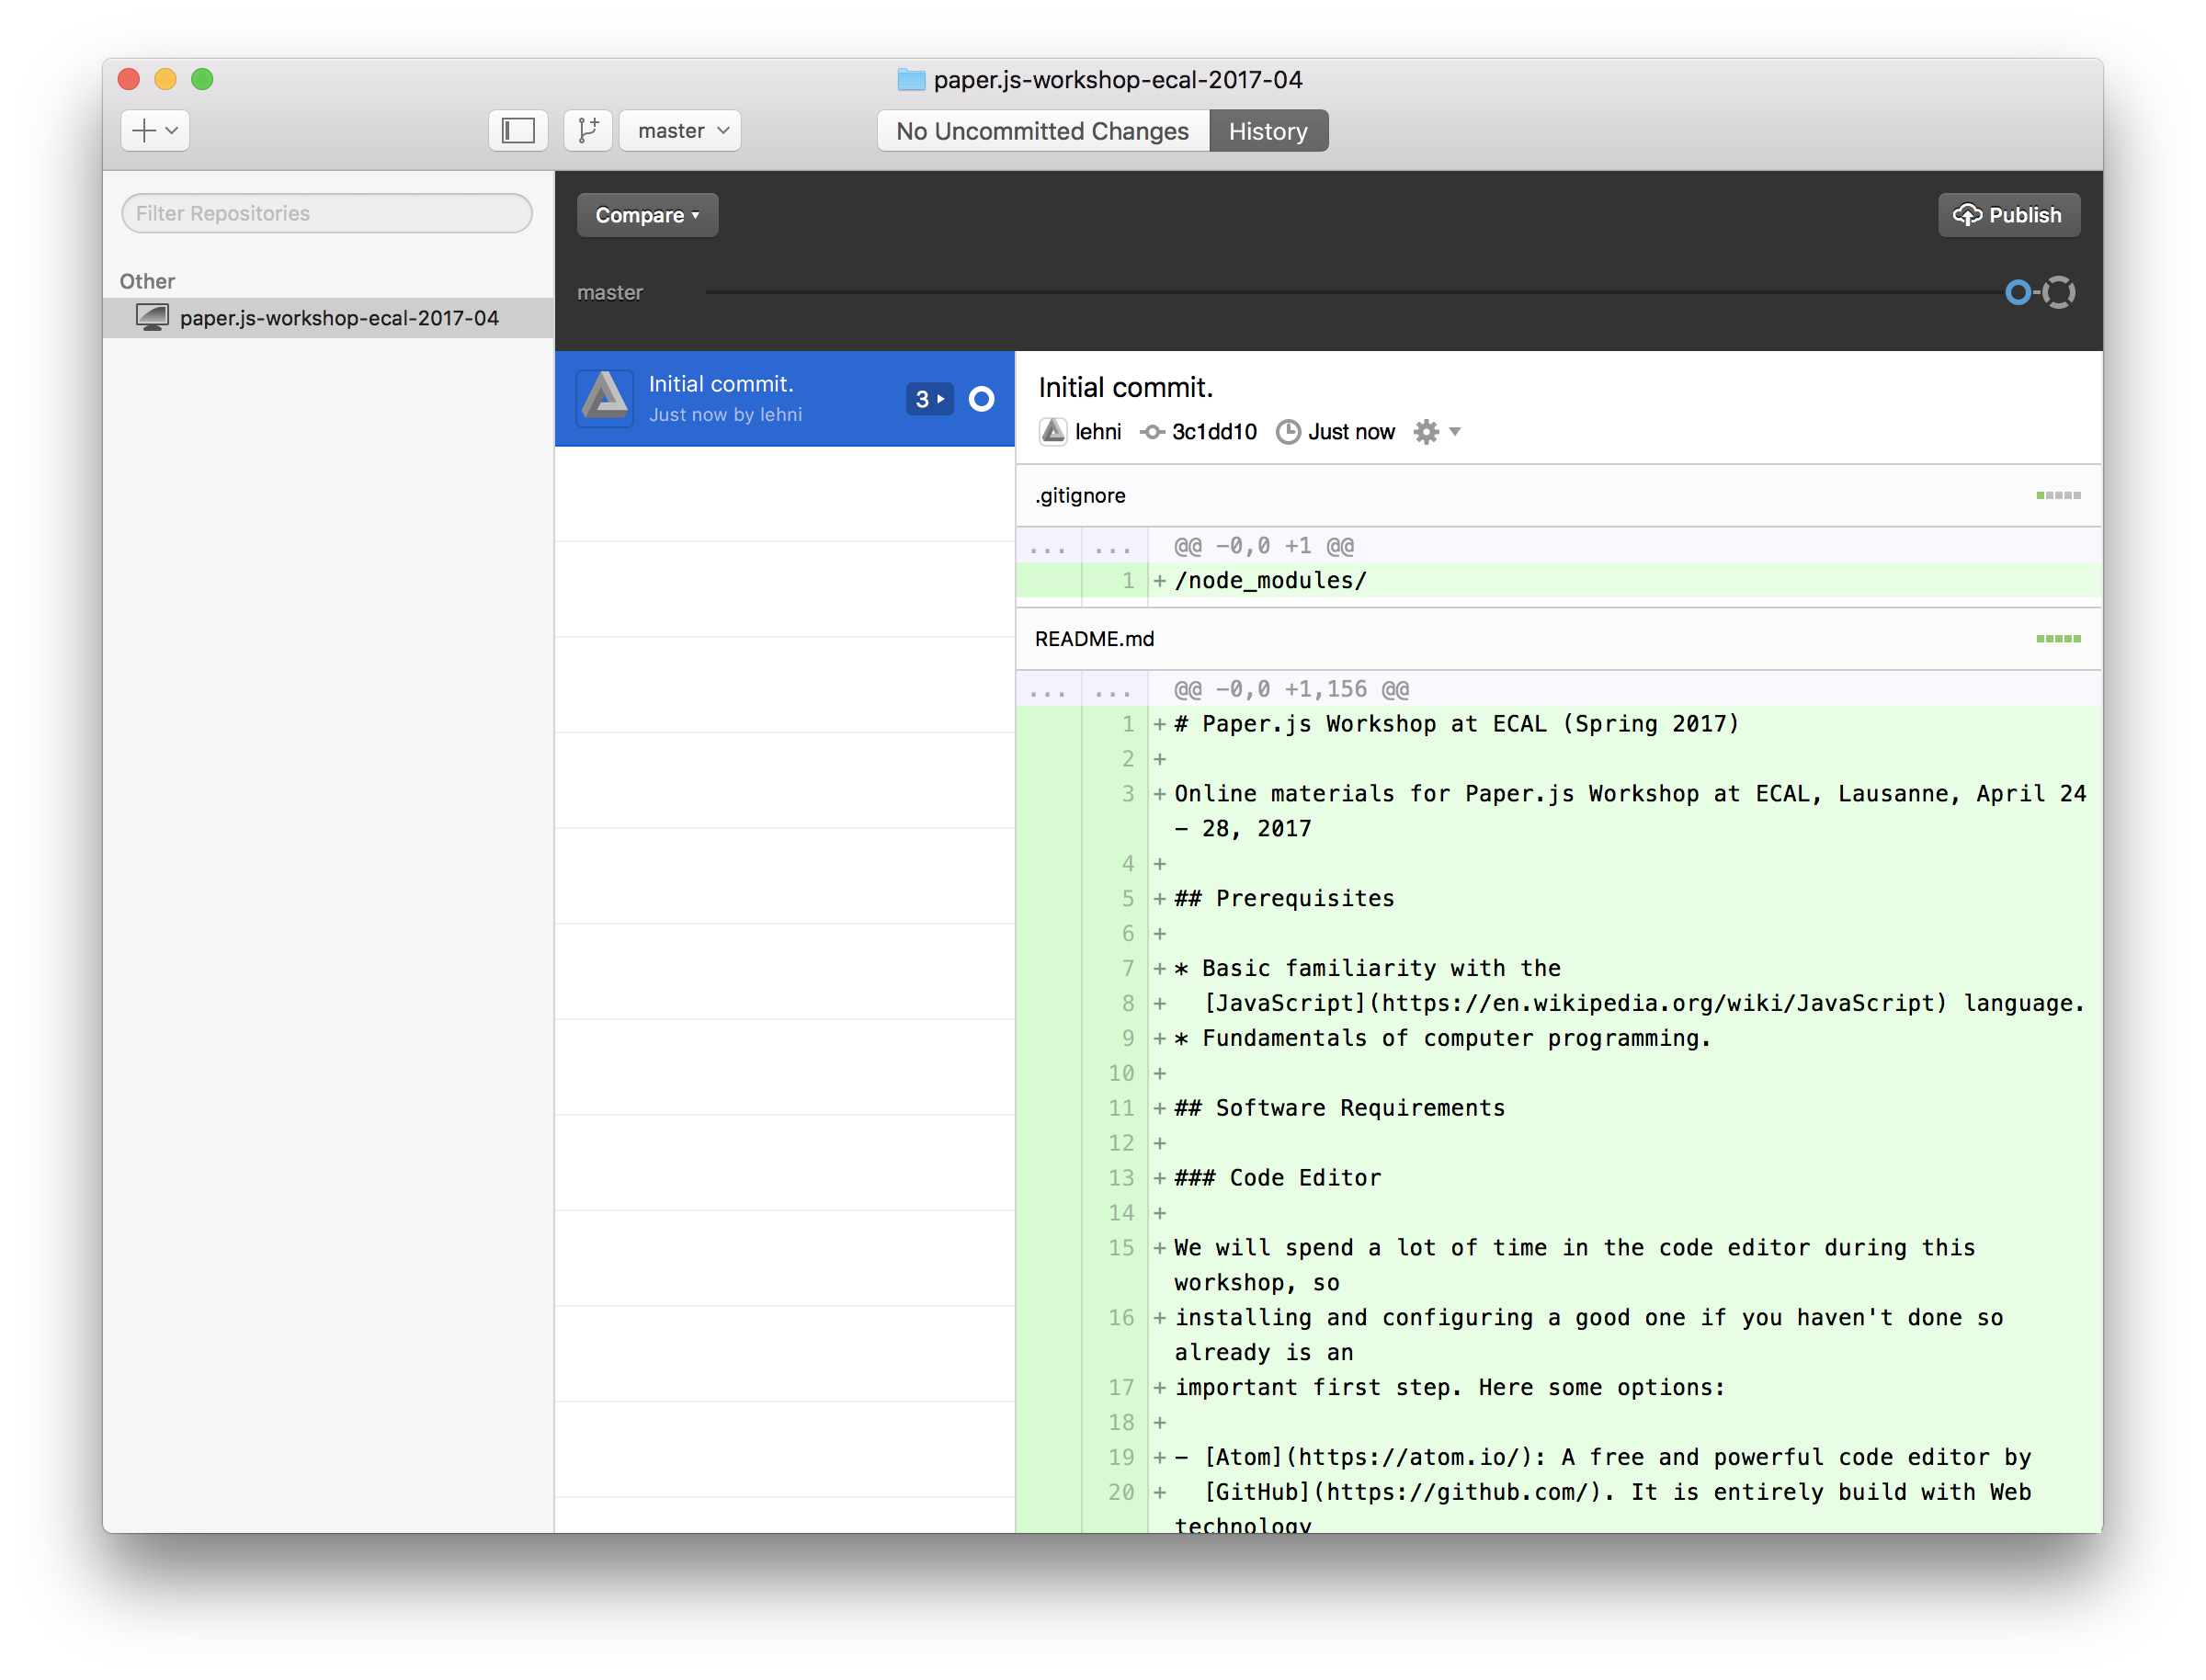 paper.js-workshop-ecal-2017-04
master
No Uncommitted Changes
History
Filter Repositories
Other
paper.js-workshop-ecal-2017-04
Compare
Publish
master
Initial commit.
Just now by lehni
3
Initial commit.
lehni 3c1dd10 Just now
.gitignore
... ... @@ -0,0 +1 @@
1 + /node_modules/
README.md
... ... @@ -0,0 +1,156 @@
1 + # Paper.js Workshop at ECAL (Spring 2017)
2 +
3 + Online materials for Paper.js Workshop at ECAL, Lausanne, April 24
– 28, 2017
4 +
5 + ## Prerequisites
6 +
7 + * Basic familiarity with the
8 + [JavaScript](https://en.wikipedia.org/wiki/JavaScript) language.
9 + * Fundamentals of computer programming.
10 +
11 + ## Software Requirements
12 +
13 + ### Code Editor
14 +
15 + We will spend a lot of time in the code editor during this
workshop, so
16 + installing and configuring a good one if you haven't done so
already is an
17 + important first step. Here some options:
18 +
19 + - [Atom](https://atom.io/): A free and powerful code editor by
20 + [GitHub](https://github.com/). It is entirely build with Web
technology